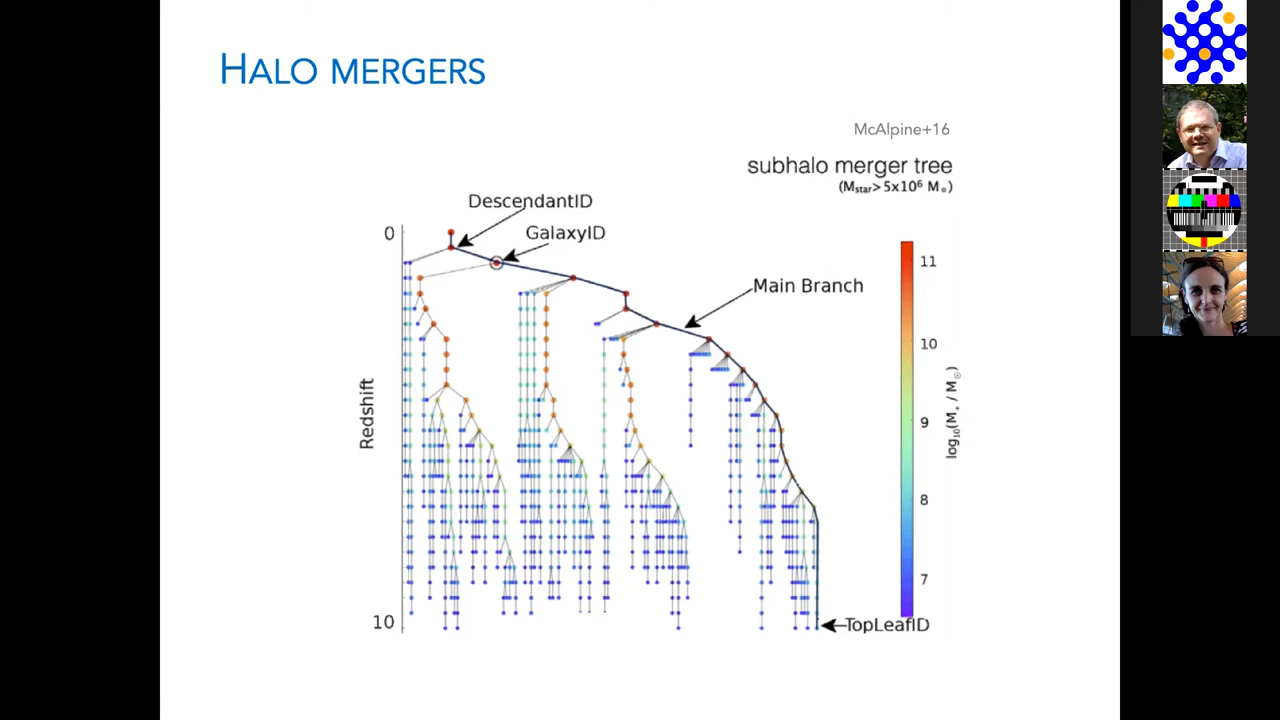 HALO MERGERS
McAlpine+16
subhalo merger tree
(Mstar> 5x10⁶ M☉)
DescendantID
GalaxyID
Main Branch
TopLeafID
0
10
Redshift
11
10
9
8
7
log₁₀(M* / M☉)